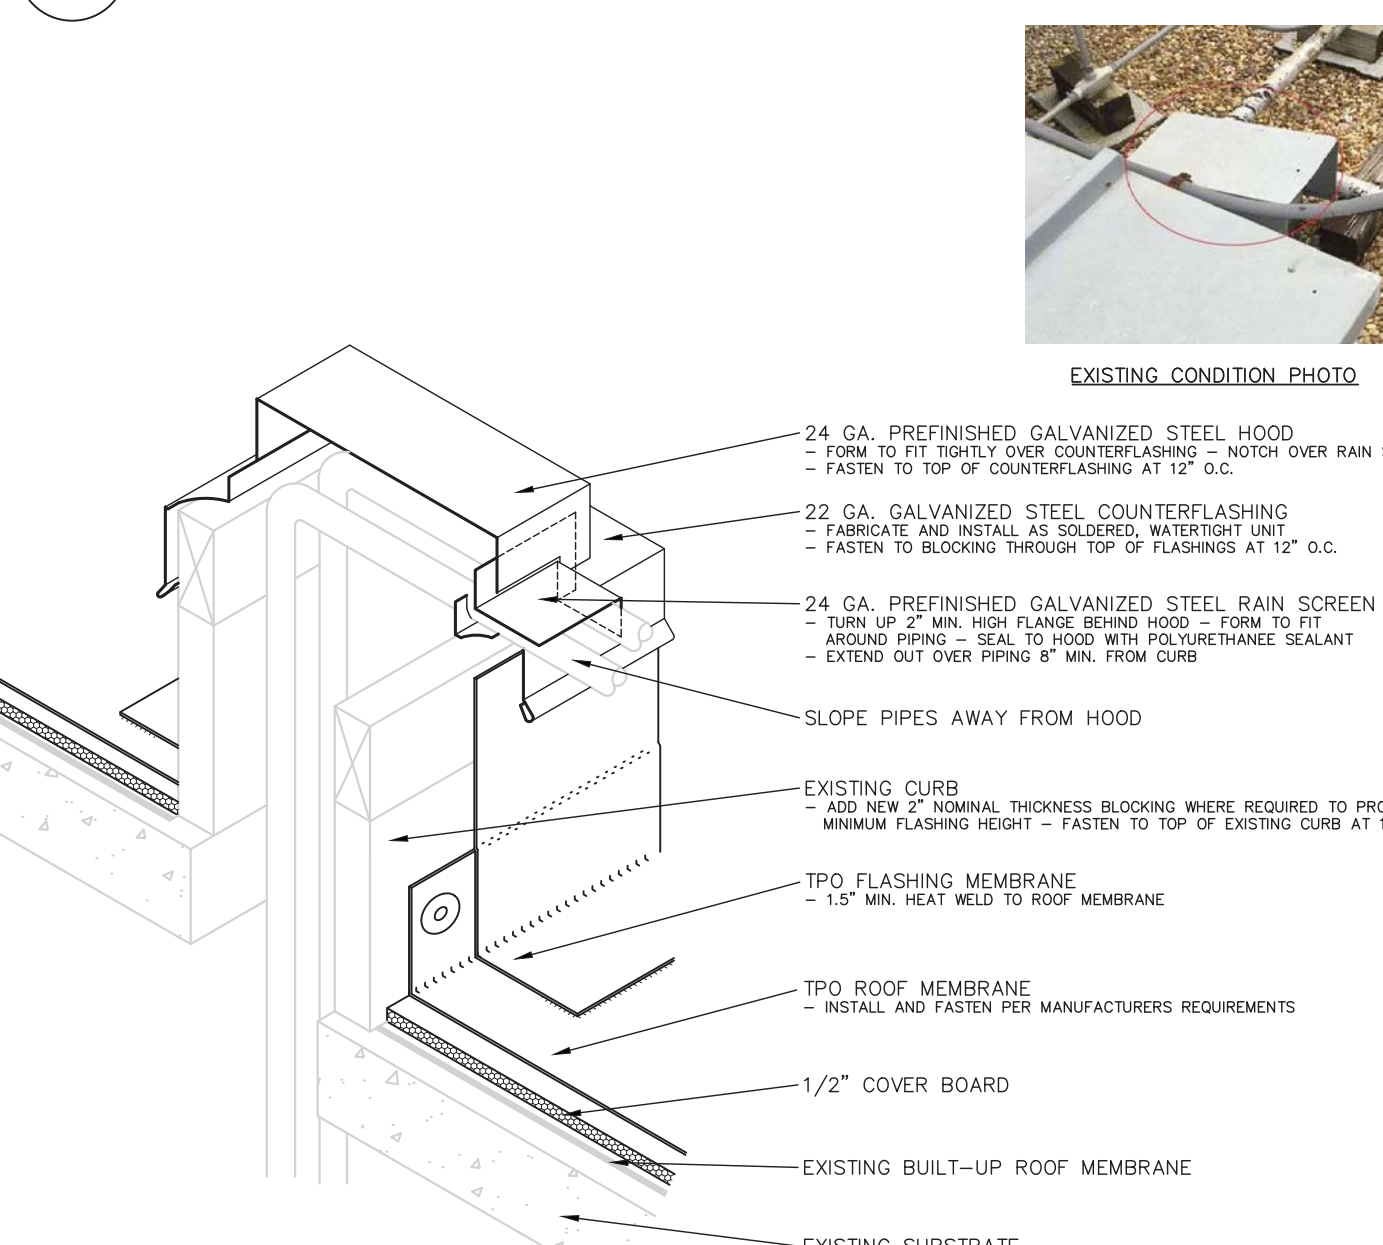 EXISTING CONDITION PHOTO
24 GA. PREFINISHED GALVANIZED STEEL HOOD
– FORM TO FIT TIGHTLY OVER COUNTERFLASHING – NOTCH OVER RAIN
– FASTEN TO TOP OF COUNTERFLASHING AT 12" O.C.
22 GA. GALVANIZED STEEL COUNTERFLASHING
– FABRICATE AND INSTALL AS SOLDERED, WATERTIGHT UNIT
– FASTEN TO BLOCKING THROUGH TOP OF FLASHINGS AT 12" O.C.
24 GA. PREFINISHED GALVANIZED STEEL RAIN SCREEN
– TURN UP 2" MIN. HIGH FLANGE BEHIND HOOD – FORM TO FIT
AROUND PIPING – SEAL TO HOOD WITH POLYURETHANEE SEALANT
– EXTEND OUT OVER PIPING 8" MIN. FROM CURB
SLOPE PIPES AWAY FROM HOOD
EXISTING CURB
– ADD NEW 2" NOMINAL THICKNESS BLOCKING WHERE REQUIRED TO
MINIMUM FLASHING HEIGHT – FASTEN TO TOP OF EXISTING CURB AT
TPO FLASHING MEMBRANE
– 1.5" MIN. HEAT WELD TO ROOF MEMBRANE
TPO ROOF MEMBRANE
– INSTALL AND FASTEN PER MANUFACTURERS REQUIREMENTS
1/2" COVER BOARD
EXISTING BUILT–UP ROOF MEMBRANE
EXISTING SUBSTRATE